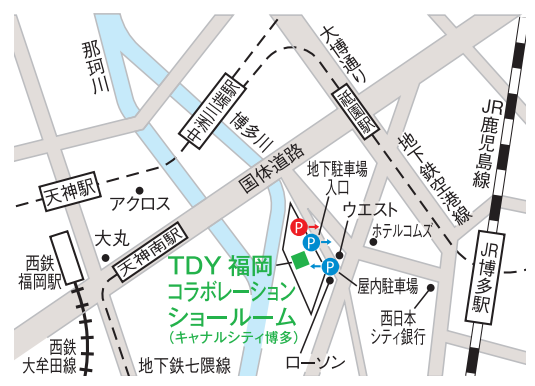 那珂川
大博通り
中洲川端駅
博多川
祇園駅
国体道路
地下鉄空港線
JR鹿児島線
地下駐車場
入口
天神駅
アクロス
ウエスト
ホテルコムズ
大丸
天神南駅
P
P
P
西鉄
福岡駅
TDY 福岡
コラボレーション
ショールーム
(キャナルシティ博多)
屋内駐車場
JR博多駅
西日本
シティ銀行
西鉄
大牟田線
地下鉄七隈線
ローソン